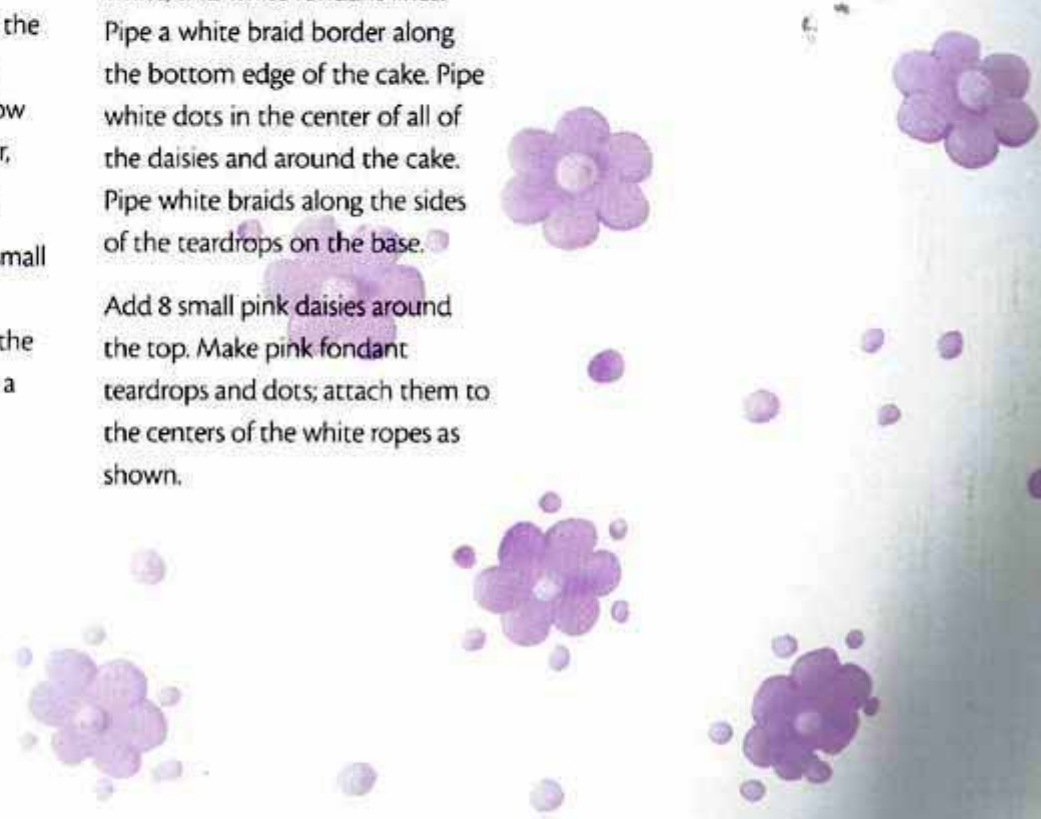 the
Pipe a white braid border along
the bottom edge of the cake. Pipe
white dots in the center of all of
the daisies and around the cake.
Pipe white braids along the sides
of the teardrops on the base.
mall
Add 8 small pink daisies around
the top. Make pink fondant
the
teardrops and dots; attach them to
a
the centers of the white ropes as
shown.